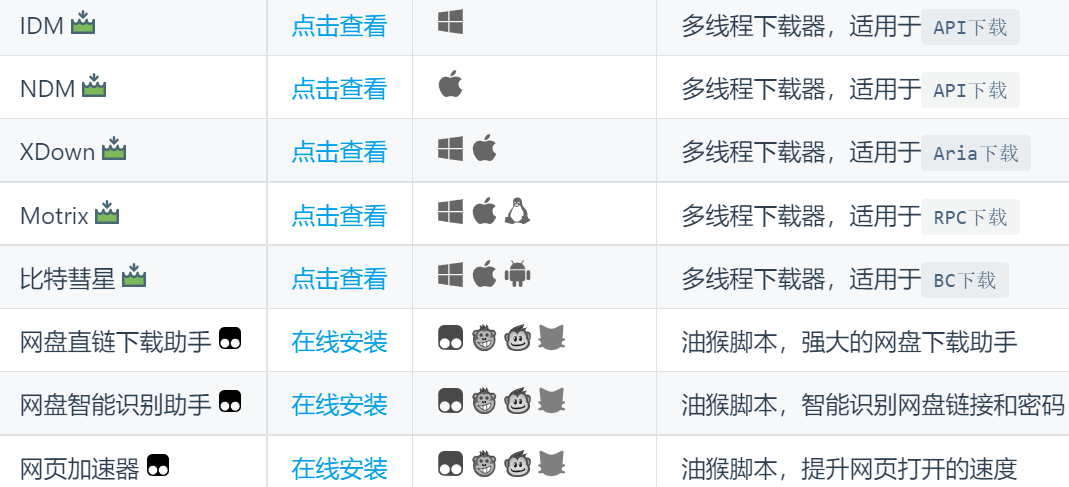 IDM 点击查看 多线程下载器，适用于 API下载
NDM 点击查看 多线程下载器，适用于 API下载
XDown 点击查看 多线程下载器，适用于 Aria下载
Motrix 点击查看 多线程下载器，适用于 RPC下载
比特彗星 点击查看 多线程下载器，适用于 BC下载
网盘直链下载助手 在线安装 油猴脚本，强大的网盘下载助手
网盘智能识别助手 在线安装 油猴脚本，智能识别网盘链接和密码
网页加速器 在线安装 油猴脚本，提升网页打开的速度